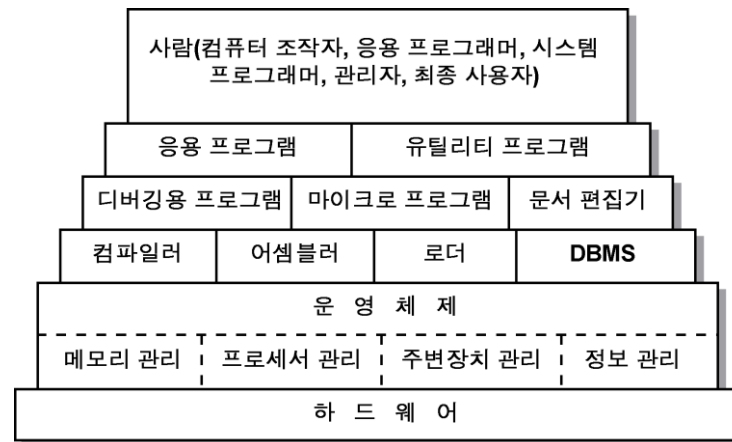 사람(컴퓨터 조작자, 응용 프로그래머, 시스템
프로그래머, 관리자, 최종 사용자)
응용 프로그램 유틸리티 프로그램
디버깅용 프로그램 마이크로 프로그램 문서 편집기
컴파일러 어셈블러 로더 DBMS
운 영 체 제
메모리 관리 프로세서 관리 주변장치 관리 정보 관리
하 드 웨 어